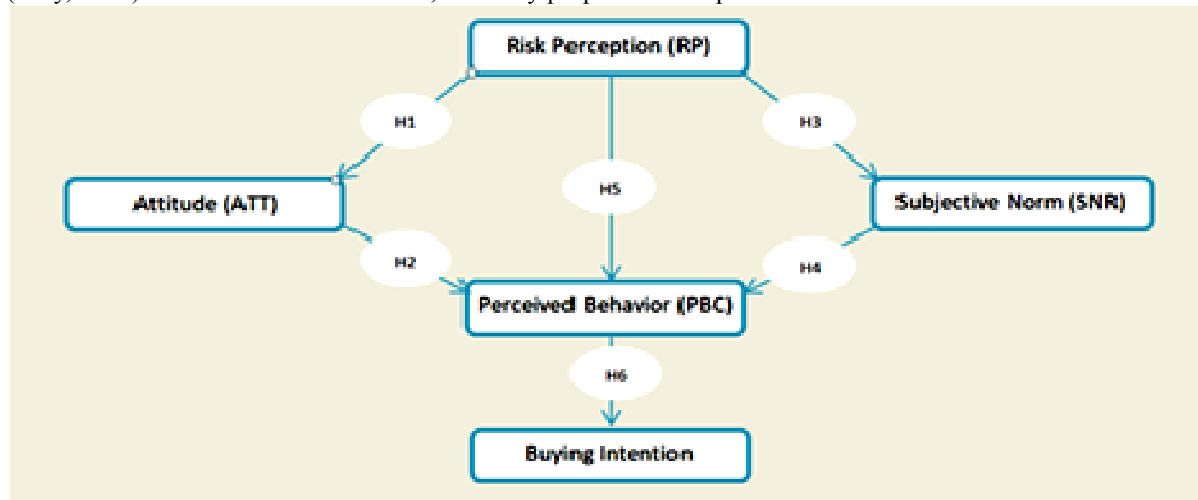 Risk Perception (RP)
H1
H3
Attitude (ATT)
H5
Subjective Norm (SNR)
H2
H4
Perceived Behavior (PBC)
H6
Buying Intention